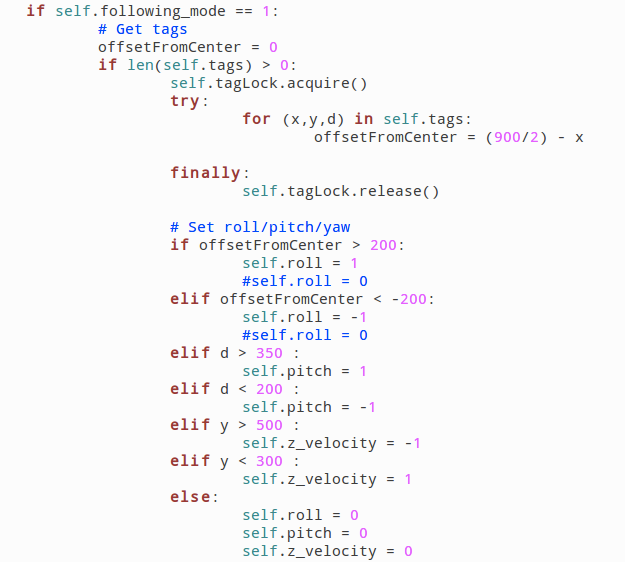 if self.following_mode == 1:
# Get tags
offsetFromCenter = 0
if len(self.tags) > 0:
self.tagLock.acquire()
try:
for (x,y,d) in self.tags:
offsetFromCenter = (900/2) - x
finally:
self.tagLock.release()
# Set roll/pitch/yaw
if offsetFromCenter > 200:
self.roll = 1
#self.roll = 0
elif offsetFromCenter < -200:
self.roll = -1
#self.roll = 0
elif d > 350 :
self.pitch = 1
elif d < 200 :
self.pitch = -1
elif y > 500 :
self.z_velocity = -1
elif y < 300 :
self.z_velocity = 1
else:
self.roll = 0
self.pitch = 0
self.z_velocity = 0